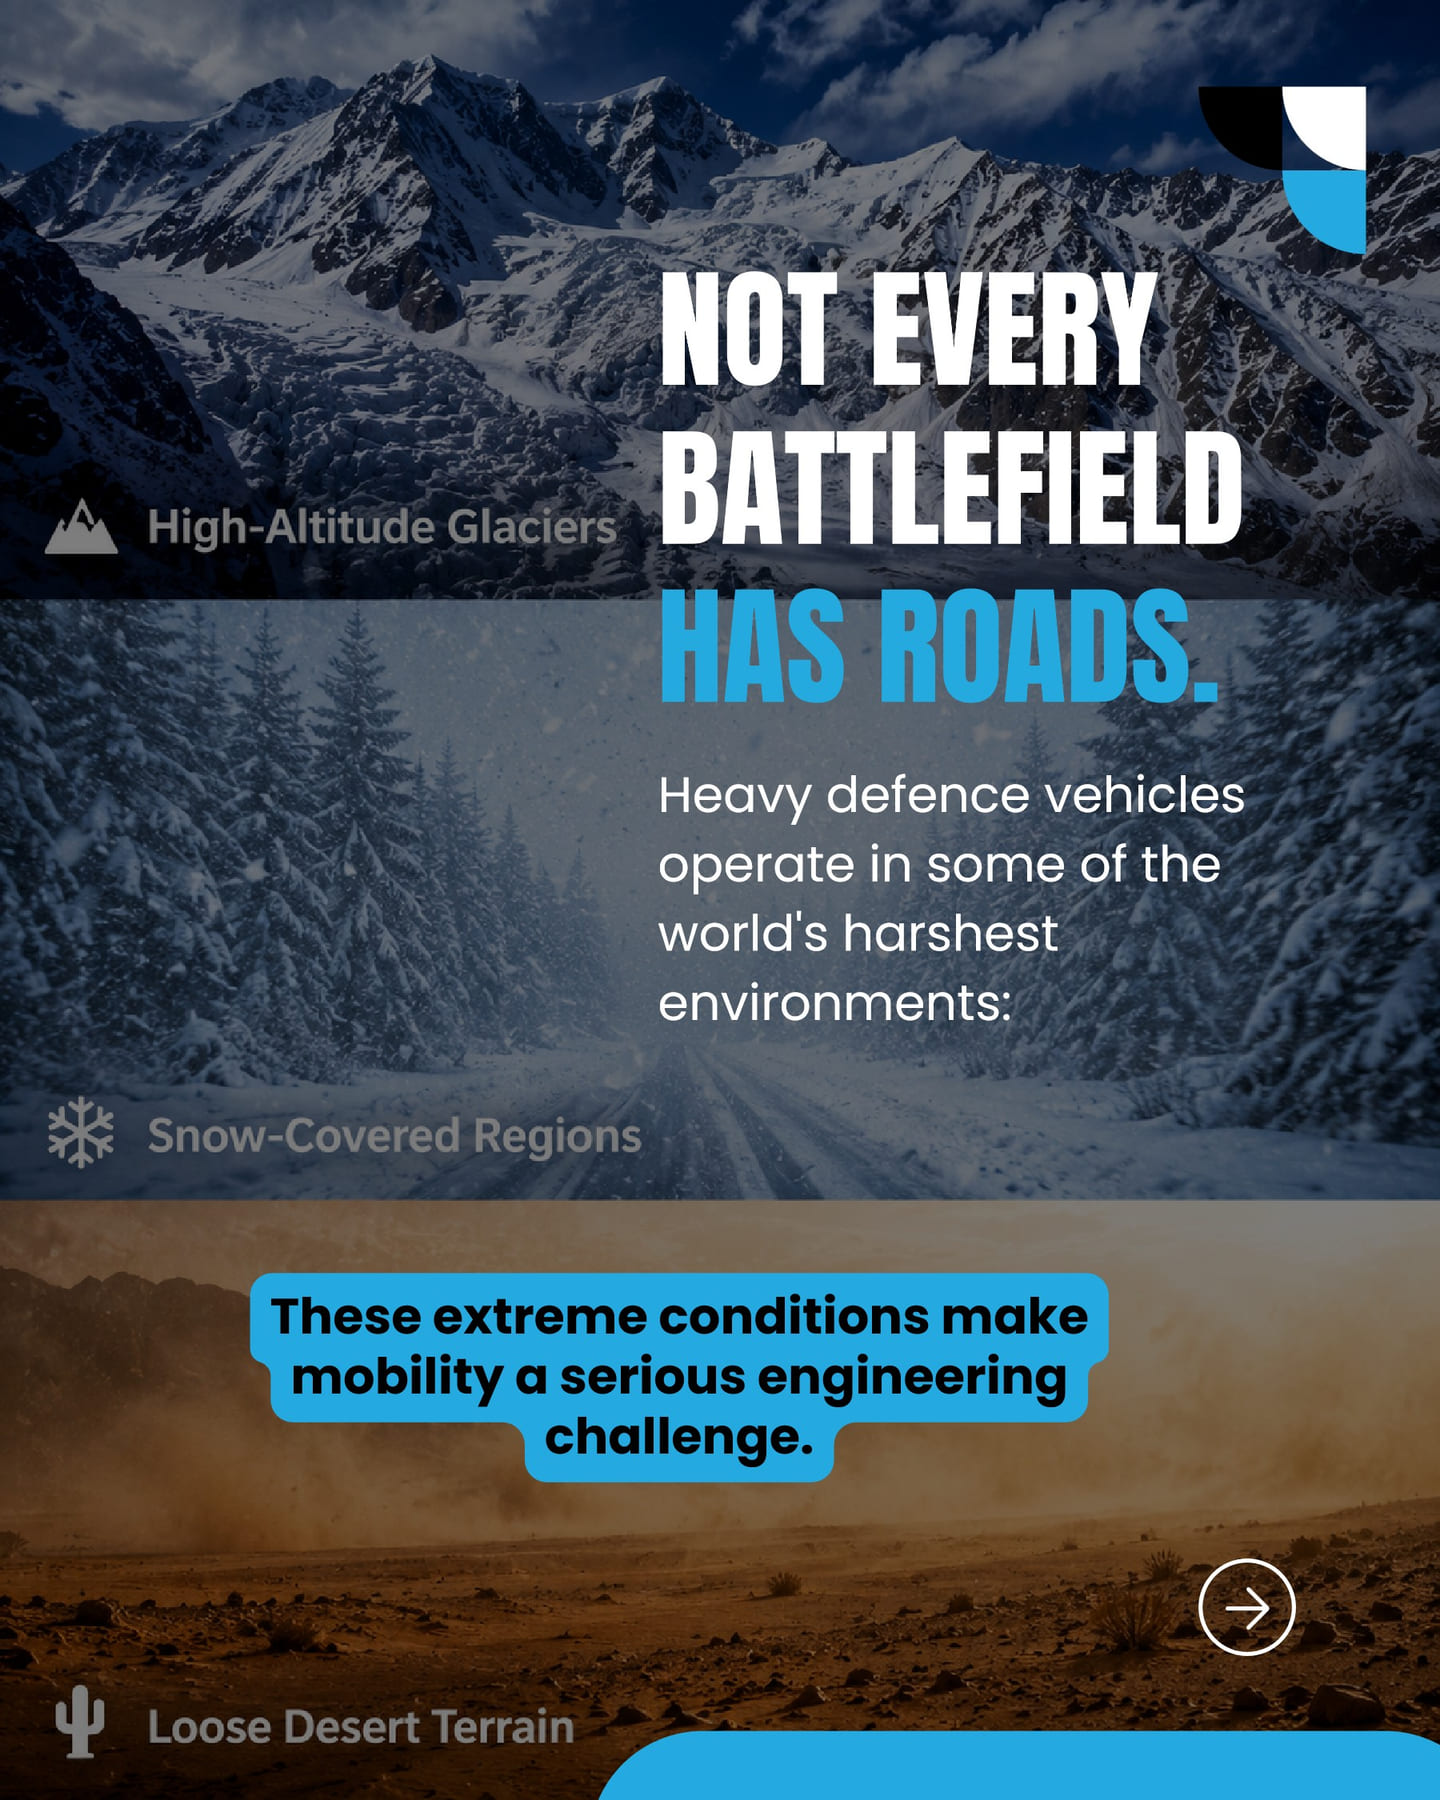 NOT EVERY
BATTLEFIELD
High-Altitude Glaciers
HAS ROADS.
Heavy defence vehicles
operate in some of the
world's harshest
environments:
Snow-Covered Regions
These extreme conditions make
mobility a serious engineering
challenge.
Loose Desert Terrain